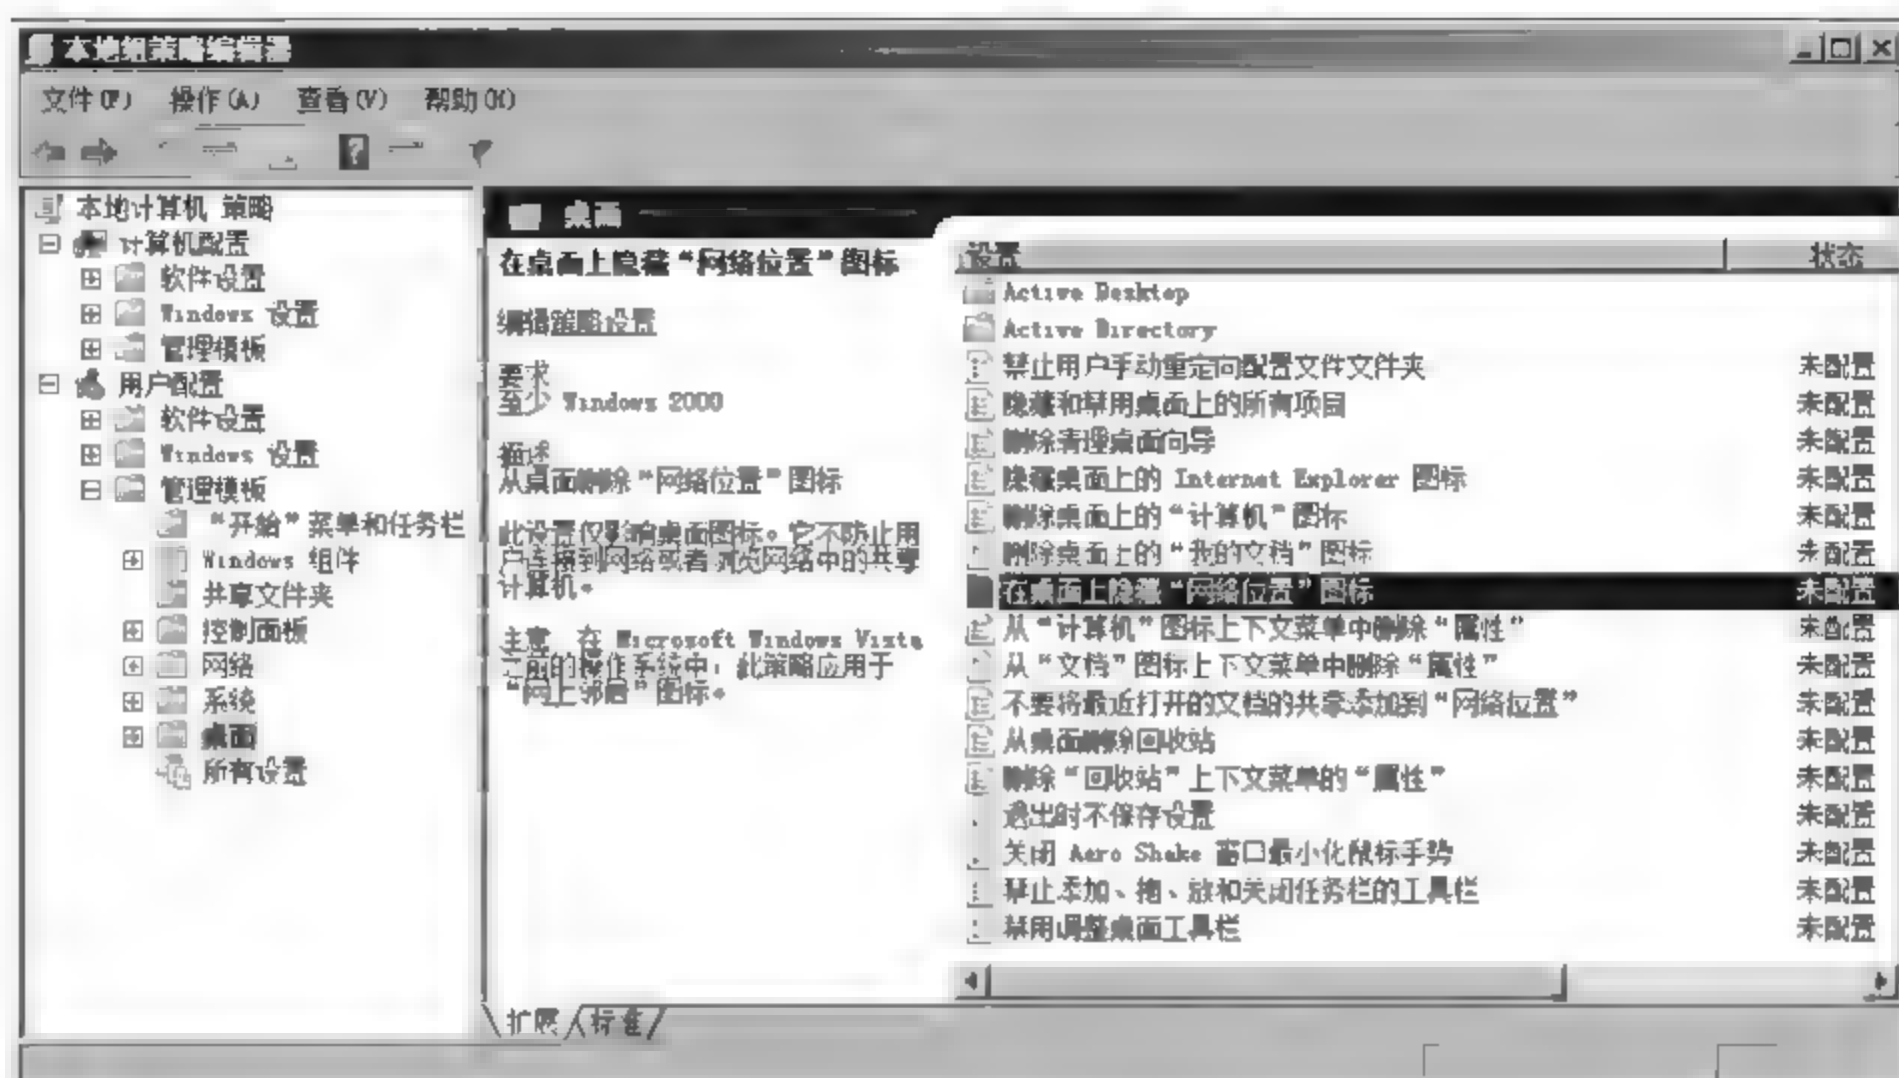 本地组策略编辑器
文件(F) 操作(A) 查看(V) 帮助(H)
本地计算机 策略
计算机配置
软件设置
Windows 设置
管理模板
用户配置
软件设置
Windows 设置
管理模板
“开始”菜单和任务栏
Windows 组件
共享文件夹
控制面板
网络
系统
桌面
所有设置
桌面
在桌面上隐藏“网络位置”图标
编辑策略设置
要求
至少 Windows 2000
描述
从桌面删除“网络位置”图标
此设置仅影响桌面图标。它不防止用
户连接到网络或者浏览网络中的共享
计算机。
注意: 在 Microsoft Windows Vista
之前的操作系统中，此策略应用于
“网上邻居”图标。
设置 状态
Active Desktop
Active Directory
禁止用户手动重定向配置文件文件夹 未配置
隐藏和禁用桌面上的所有项目 未配置
删除清理桌面向导 未配置
隐藏桌面上的 Internet Explorer 图标 未配置
删除桌面上的“计算机”图标 未配置
删除桌面上的“我的文档”图标 未配置
在桌面上隐藏“网络位置”图标 未配置
从“计算机”图标上下文菜单中删除“属性” 未配置
从“文档”图标上下文菜单中删除“属性” 未配置
不要将最近打开的文档的共享添加到“网络位置” 未配置
从桌面删除回收站 未配置
删除“回收站”上下文菜单的“属性” 未配置
退出时不保存设置 未配置
关闭 Aero Shake 窗口最小化鼠标手势 未配置
禁止添加、拖、放和关闭任务栏的工具栏 未配置
禁用调整桌面工具栏 未配置
扩展 标准